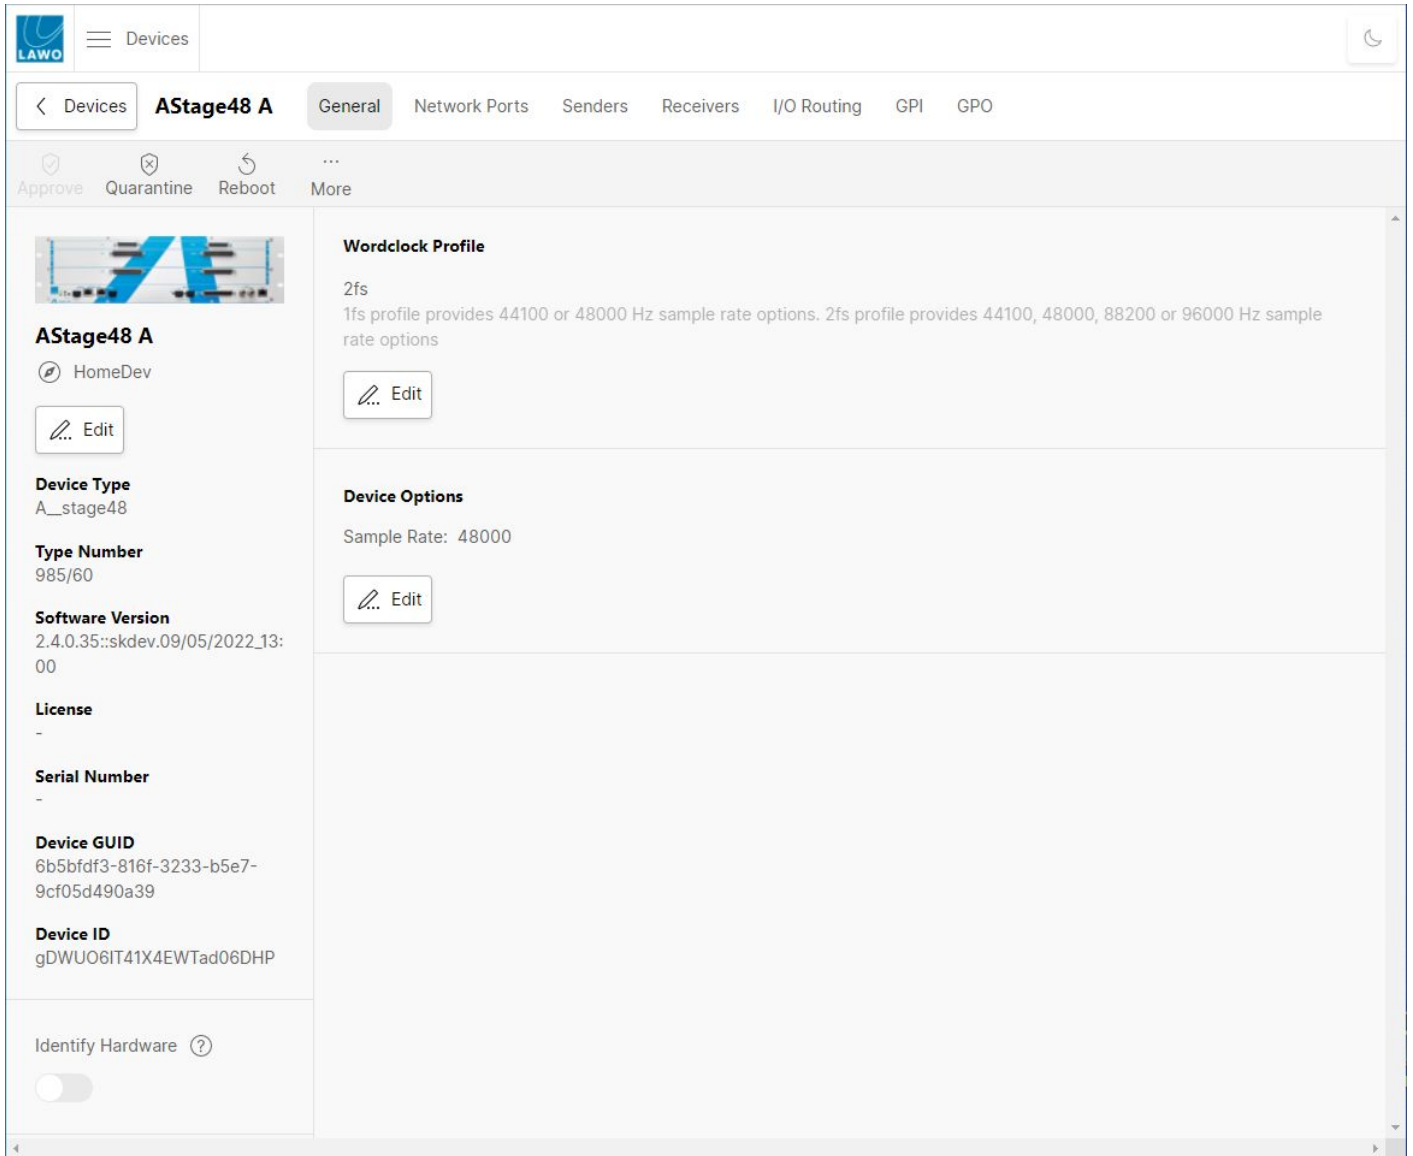 LAWO
Devices
Devices
AStage48 A
General
Network Ports
Senders
Receivers
I/O Routing
GPI
GPO
Approve
Quarantine
Reboot
... More
AStage48 A
HomeDev
Edit
Device Type
A__stage48
Type Number
985/60
Software Version
2.4.0.35::skdev.09/05/2022_13:
00
License
-
Serial Number
-
Device GUID
6b5bfdf3-816f-3233-b5e7-
9cf05d490a39
Device ID
gDWUO6IT41X4EWTad06DHP
Identify Hardware ?
Wordclock Profile
2fs
1fs profile provides 44100 or 48000 Hz sample rate options. 2fs profile provides 44100, 48000, 88200 or 96000 Hz sample
rate options
Edit
Device Options
Sample Rate: 48000
Edit